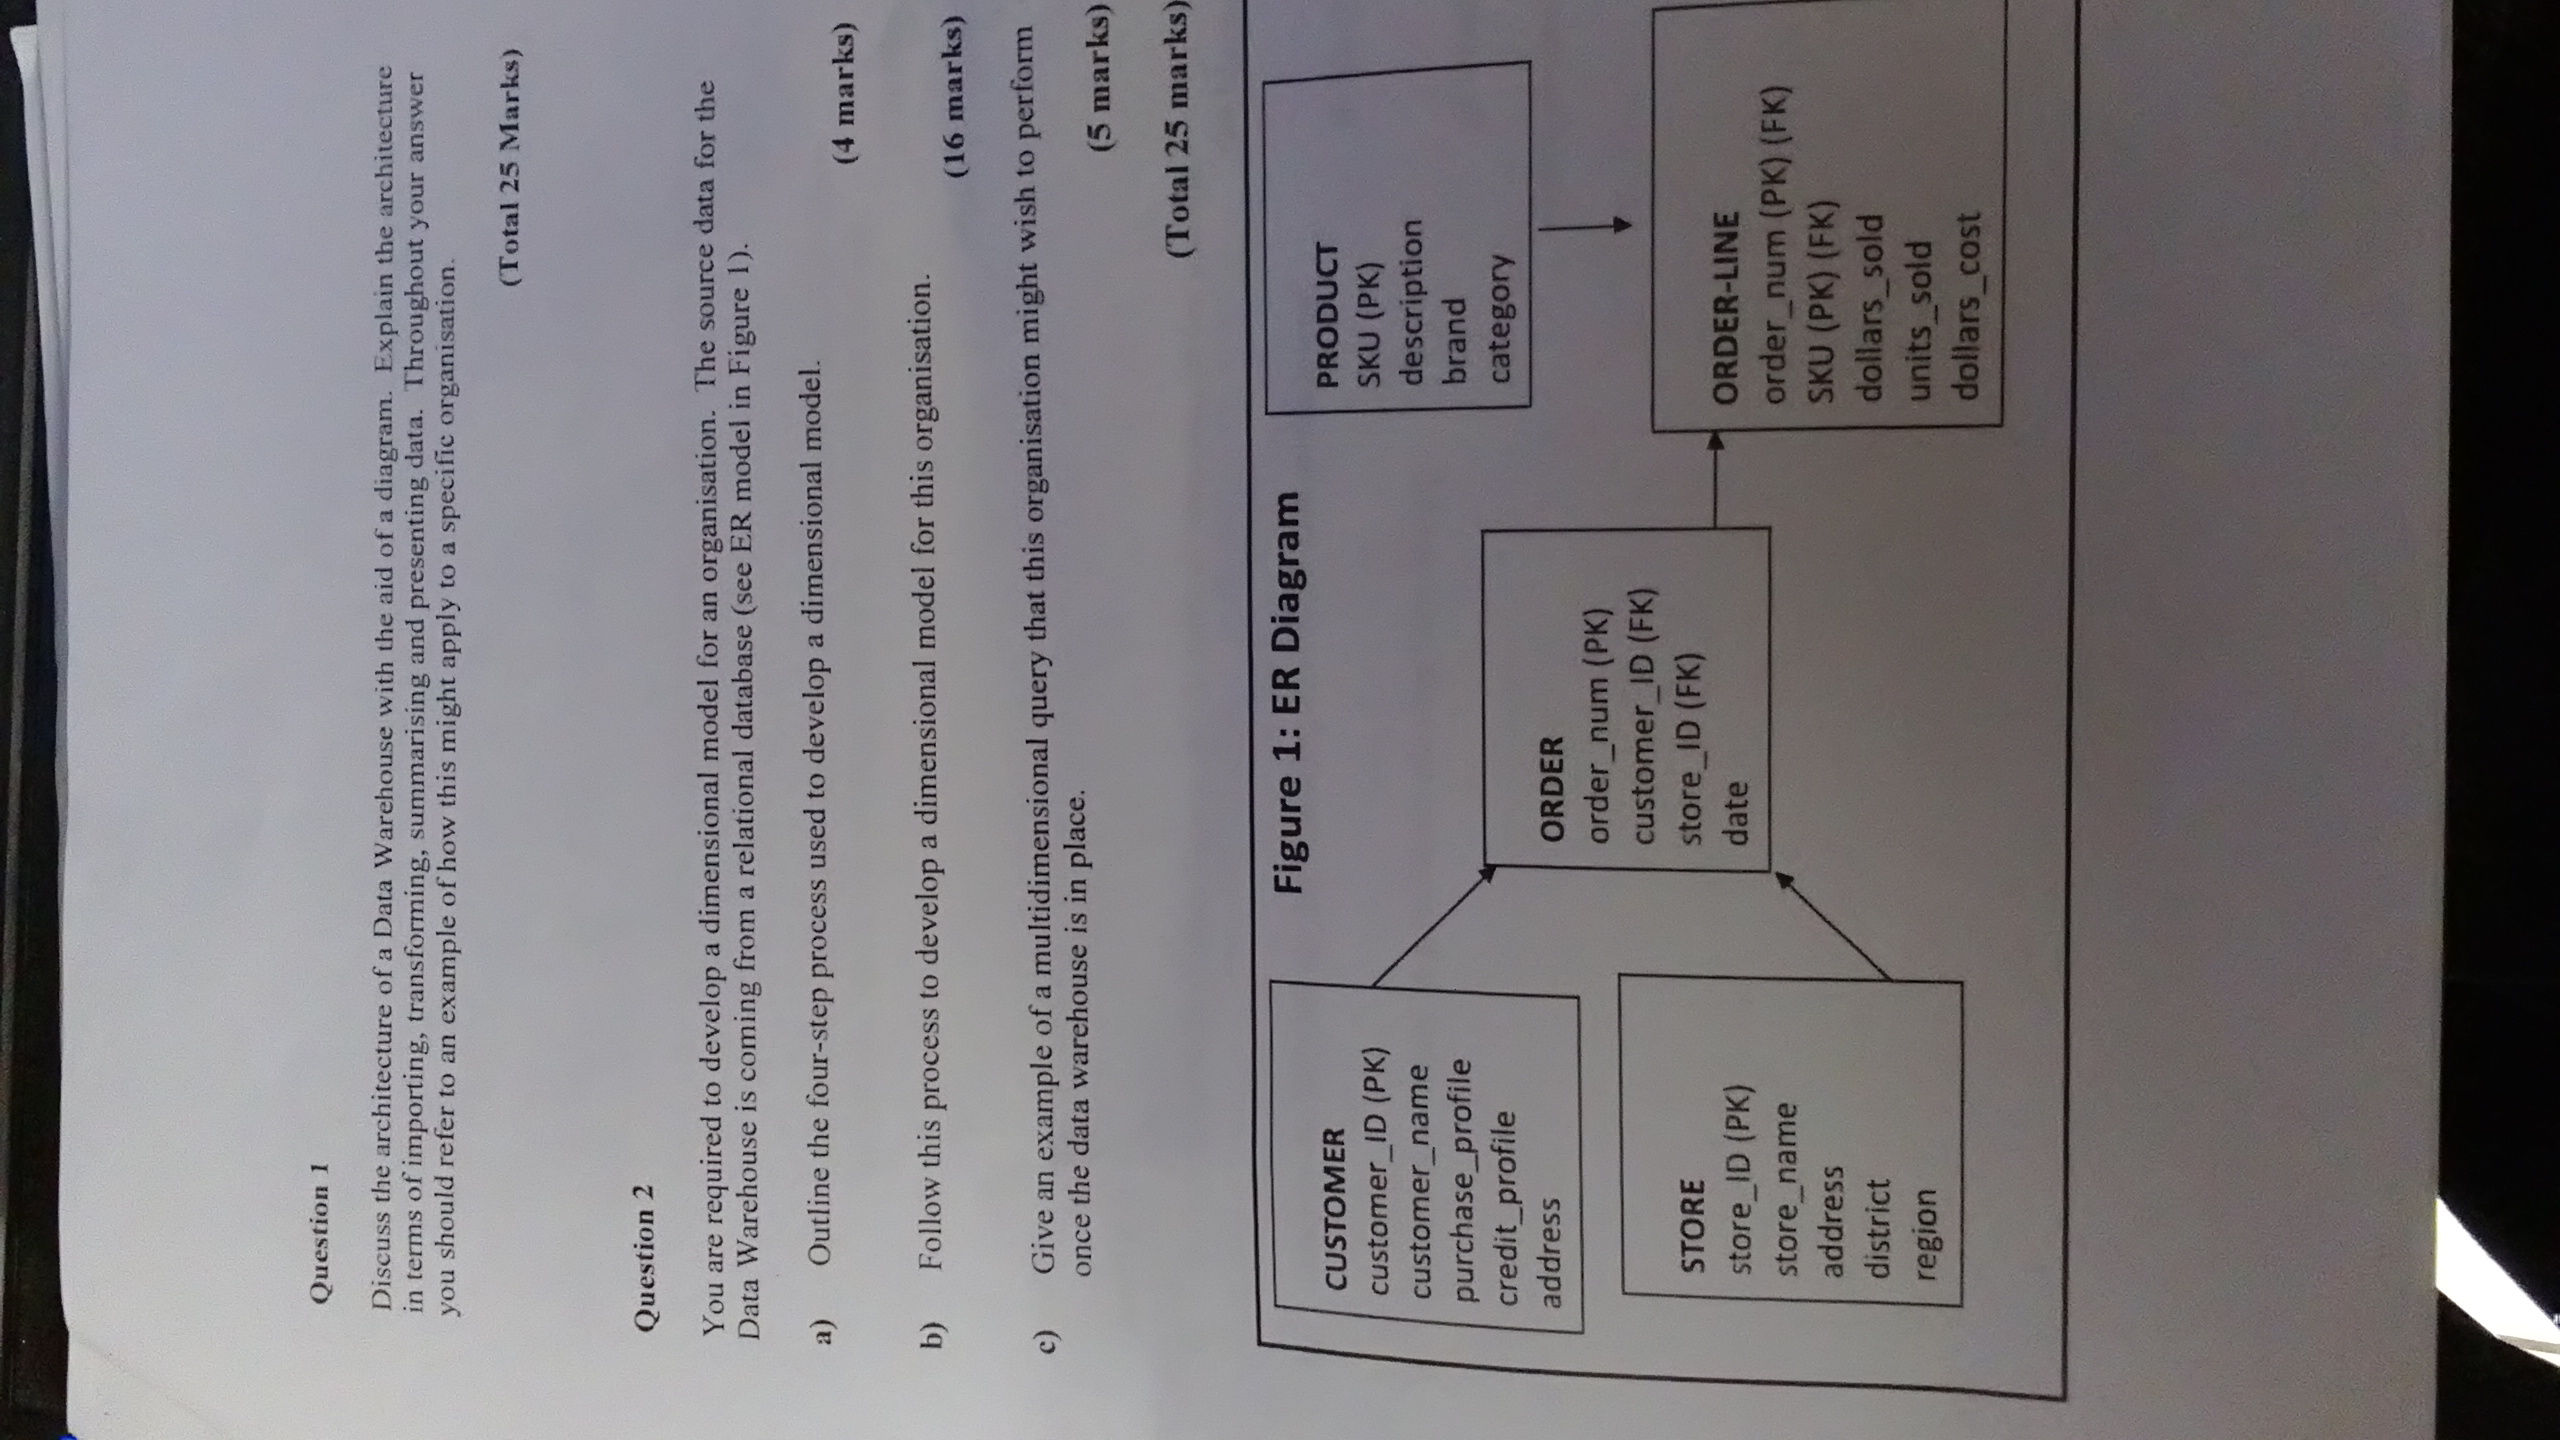 Question 1
Discuss the architecture of a Data Warehouse with the aid of a diagram. Explain the architecture
in terms of importing, transforming, summarising and presenting data. Throughout your answer
you should refer to an example of how this might apply to a specific organisation.
(Total 25 Marks)
Question 2
You are required to develop a dimensional model for an organisation. The source data for the
Data Warehouse is coming from a relational database (see ER model in Figure 1).
a) Outline the four-step process used to develop a dimensional model.
(4 marks)
b) Follow this process to develop a dimensional model for this organisation.
(16 marks)
c) Give an example of a multidimensional query that this organisation might wish to perform
once the data warehouse is in place.
(5 marks)
(Total 25 marks)
Figure 1: ER Diagram
CUSTOMER
customer_ID (PK)
customer_name
purchase_profile
credit_profile
address
PRODUCT
SKU (PK)
description
brand
category
ORDER
order_num (PK)
customer_ID (FK)
store_ID (FK)
date
STORE
store_ID (PK)
store_name
address
district
region
ORDER-LINE
order_num (PK) (FK)
SKU (PK) (FK)
dollars_sold
units_sold
dollars_cost